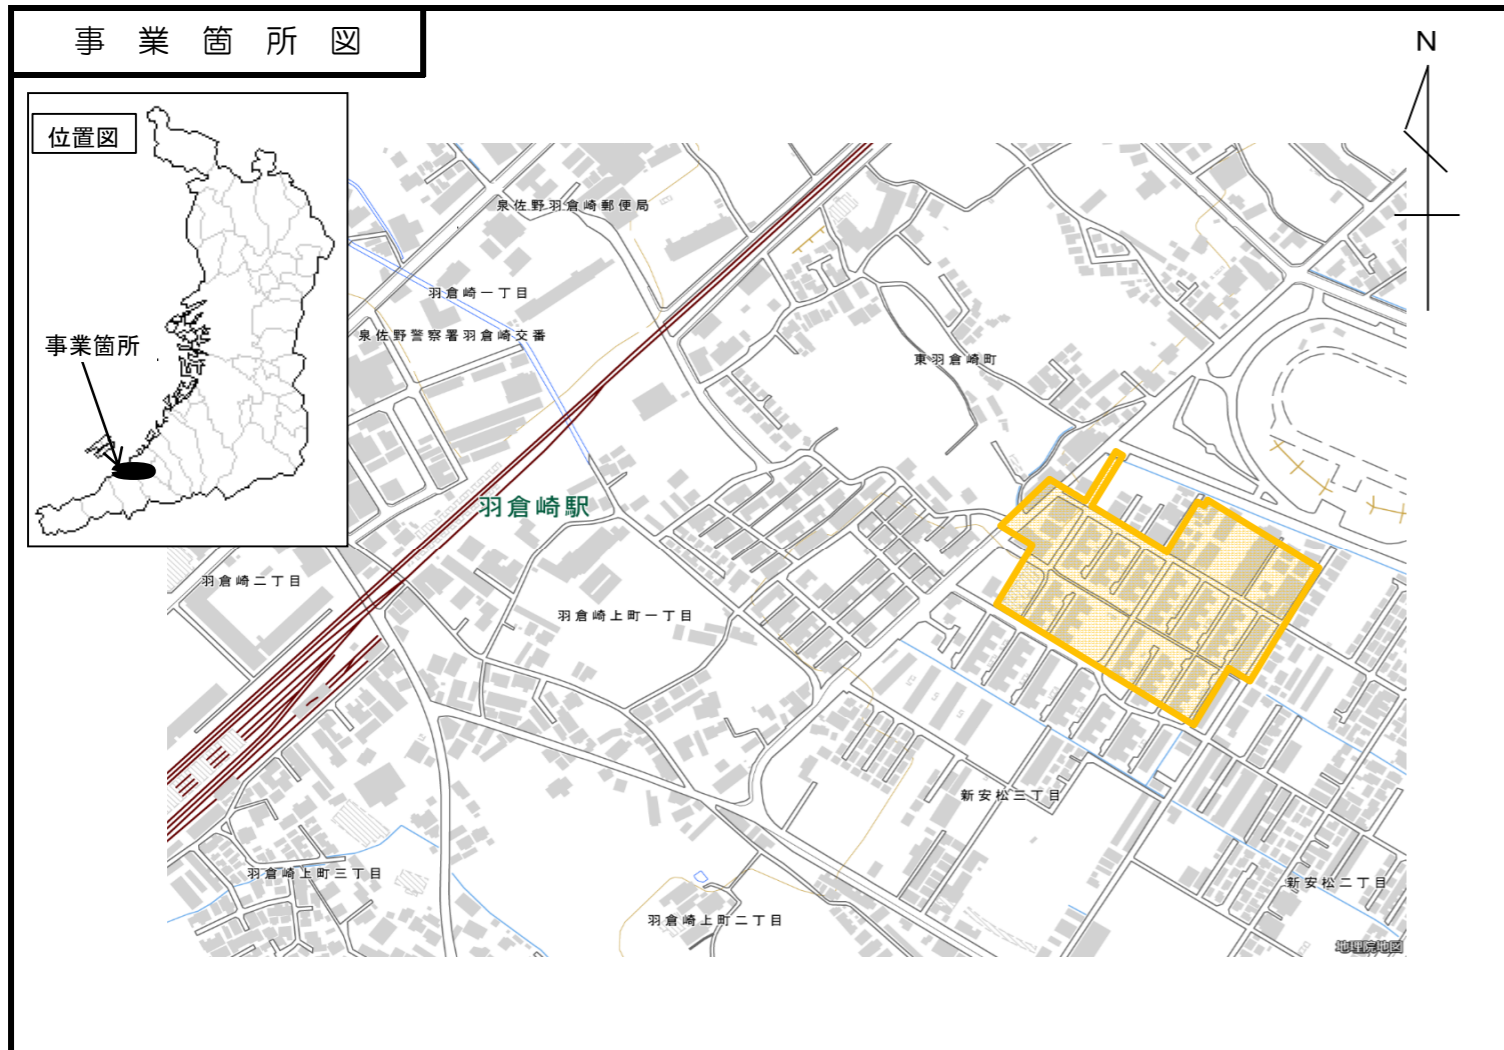 事業箇所図
N
位置図
事業箇所
泉佐野羽倉崎郵便局
羽倉崎一丁目
泉佐野警察署羽倉崎交番
東羽倉崎町
羽倉崎駅
羽倉崎二丁目
羽倉崎上町一丁目
新安松三丁目
羽倉崎上町三丁目
新安松二丁目
羽倉崎上町二丁目
地理院地図